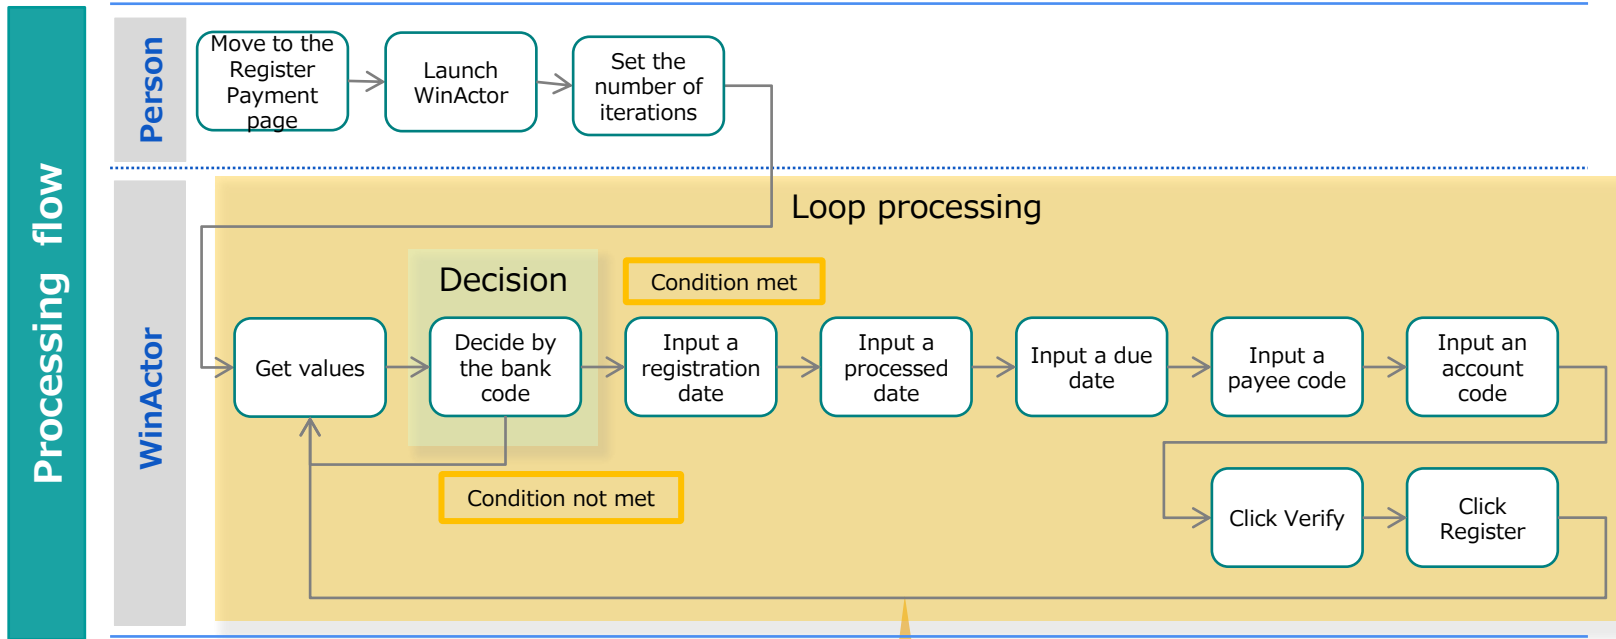 Processing flow
Person
Move to the
Register
Payment
page
Launch
WinActor
Set the
number of
iterations
WinActor
Loop processing
Decision
Condition met
Get values
Decide by
the bank
code
Input a
registration
date
Input a
processed
date
Input a due
date
Input a
payee code
Input an
account
code
Condition not met
Click Verify
Click
Register